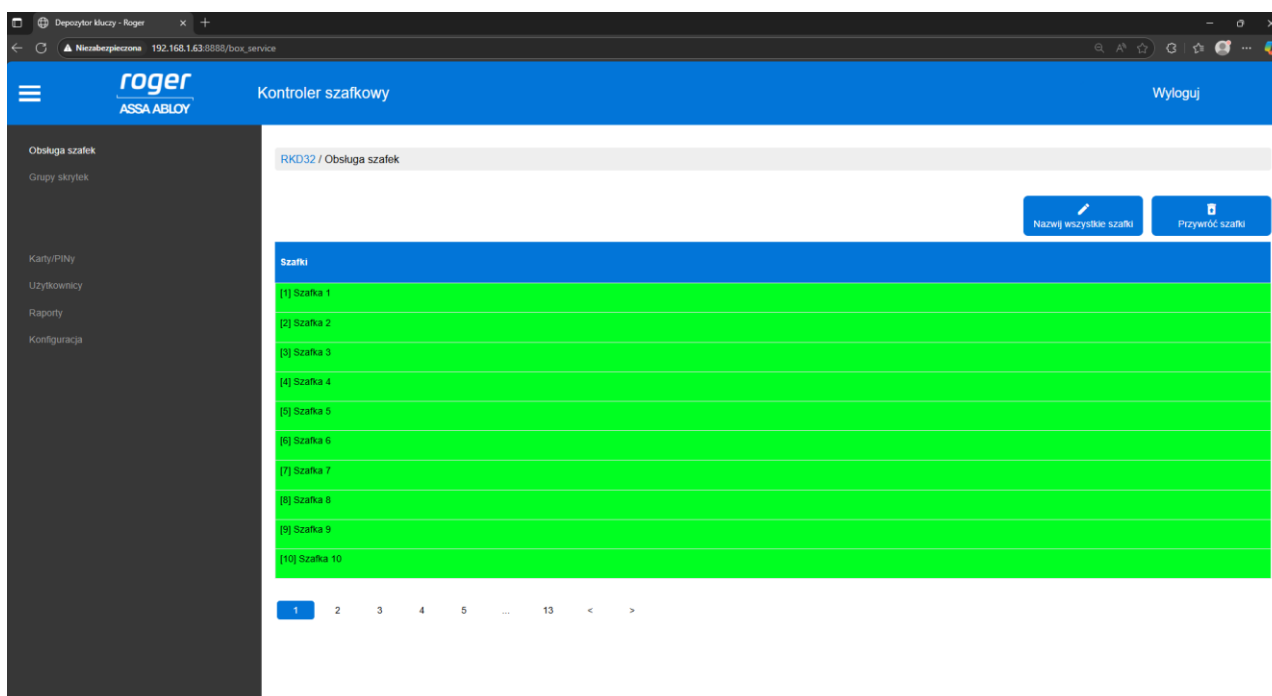 Depozytor kluczy - Roger
Niezabezpieczona 192.168.1.63:8888/box_service
roger
ASSA ABLOY
Kontroler szafkowy
Wyloguj
Obsługa szafek
Grupy skrytek
Karty/PINy
Użytkownicy
Raporty
Konfiguracja
RKD32 / Obsługa szafek
Nazwij wszystkie szafki
Przywróć szafki
Szafki
[1] Szafka 1
[2] Szafka 2
[3] Szafka 3
[4] Szafka 4
[5] Szafka 5
[6] Szafka 6
[7] Szafka 7
[8] Szafka 8
[9] Szafka 9
[10] Szafka 10
1 2 3 4 5 ... 13 < >